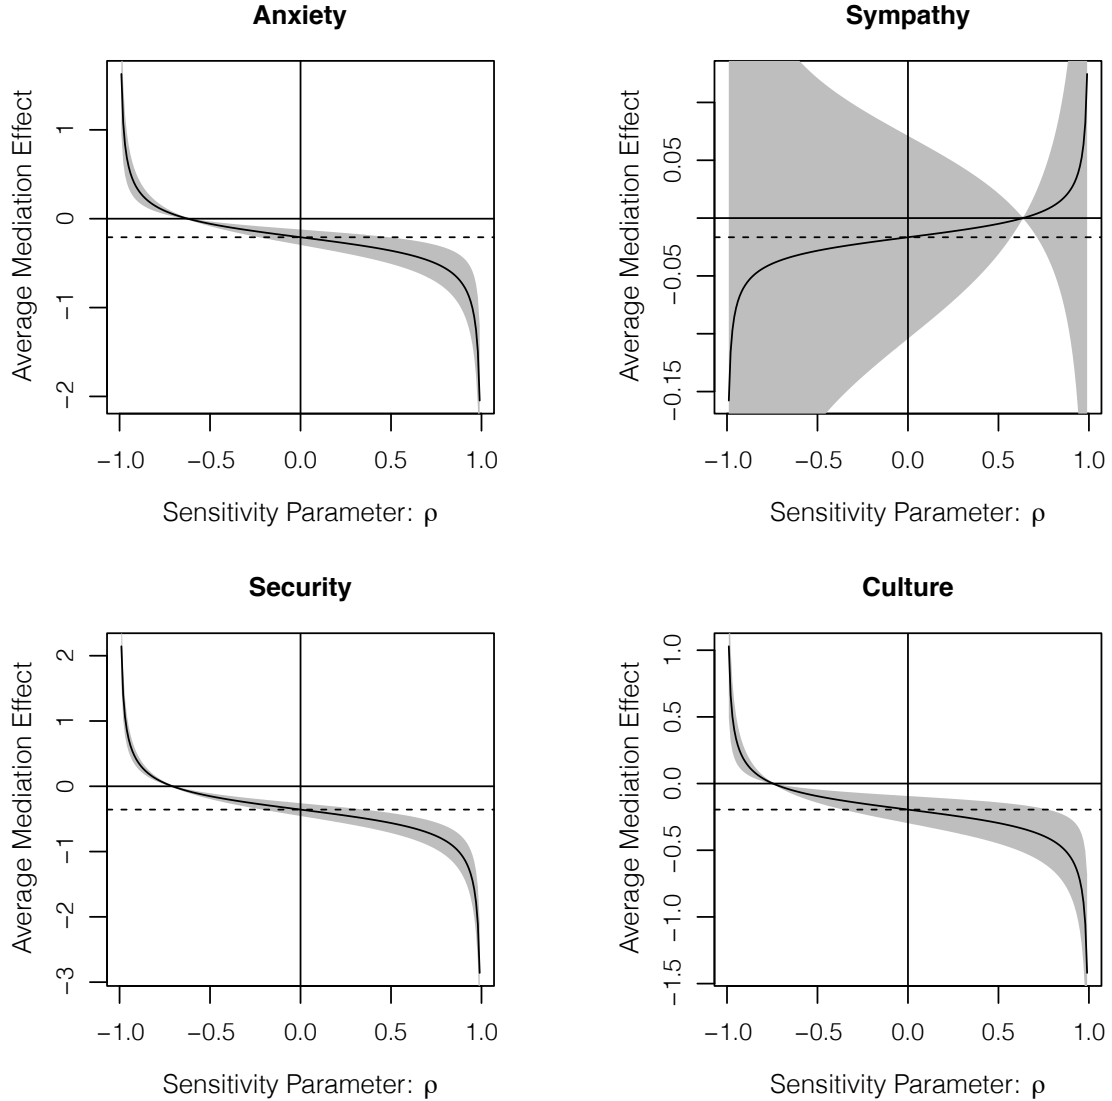 Anxiety
Average Mediation Effect
1
0
−1
−2
−1.0 −0.5 0.0 0.5 1.0
Sensitivity Parameter: ρ
Sympathy
Average Mediation Effect
0.05
−0.05
−0.15
−1.0 −0.5 0.0 0.5 1.0
Sensitivity Parameter: ρ
Security
Average Mediation Effect
2
1
0
−1
−2
−3
−1.0 −0.5 0.0 0.5 1.0
Sensitivity Parameter: ρ
Culture
Average Mediation Effect
1.0
0.5
0.0
−0.5
−1.0
−1.5
−1.0 −0.5 0.0 0.5 1.0
Sensitivity Parameter: ρ